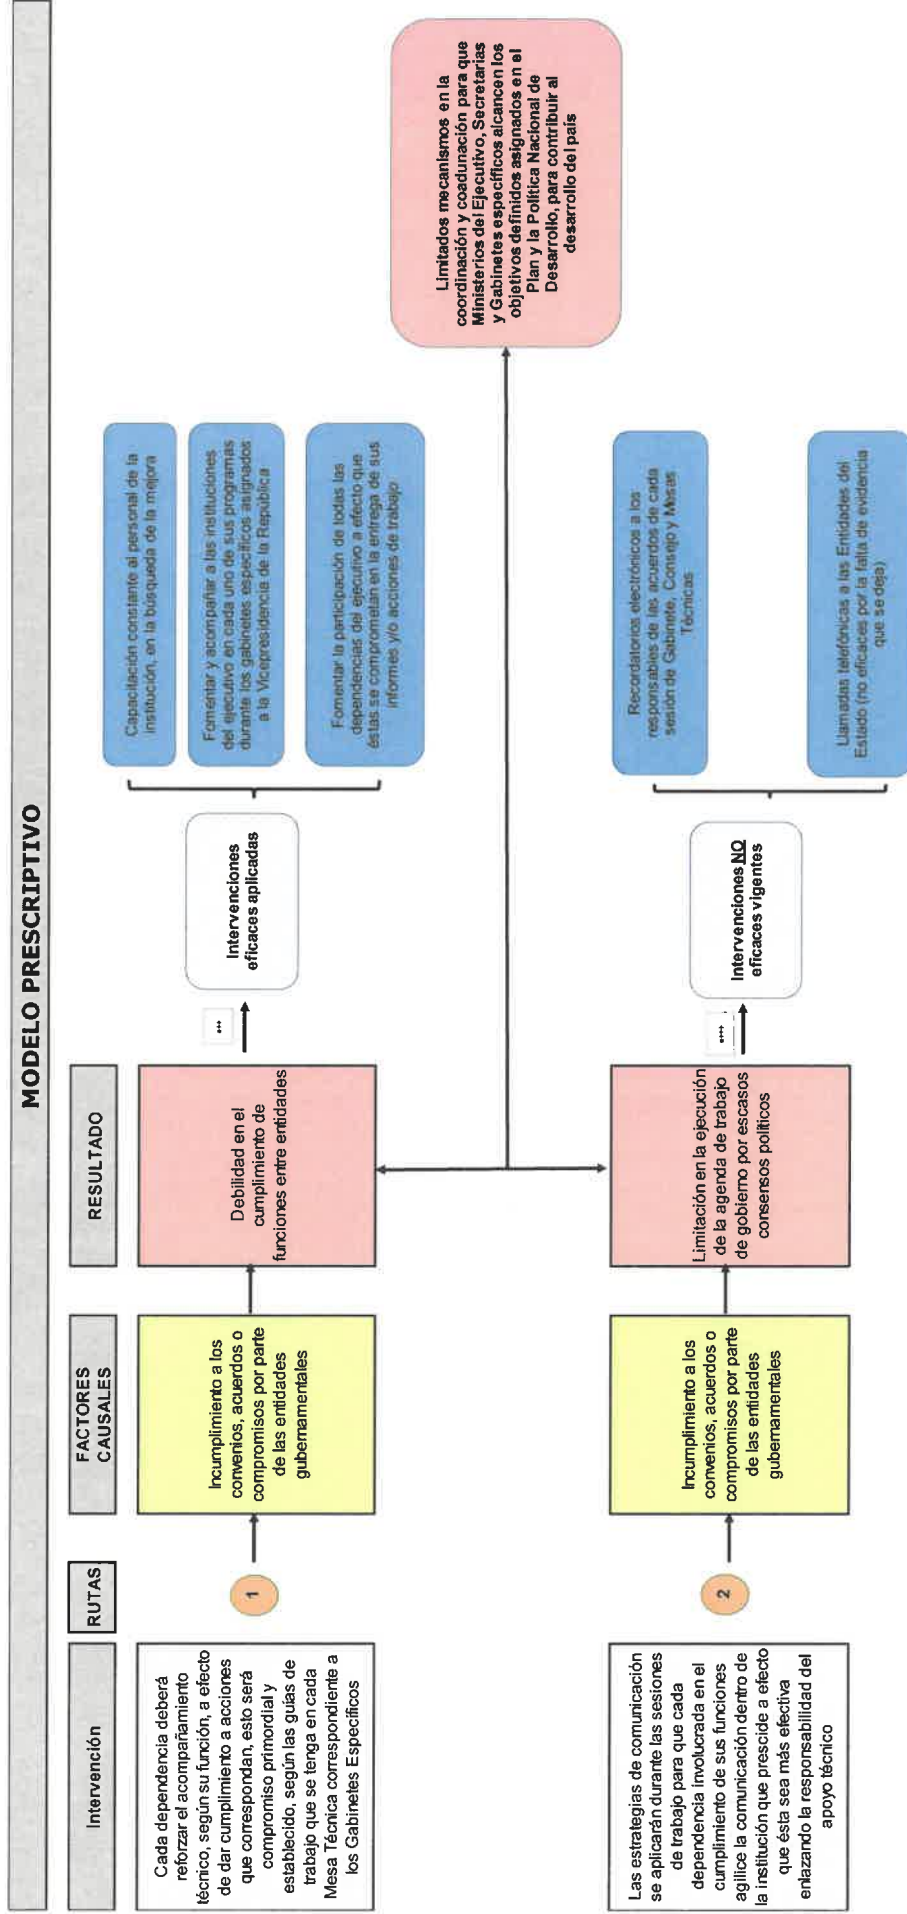 MODELO PRESCRIPTIVO
Intervención
RUTAS
FACTORES
CAUSALES
RESULTADO
Cada dependencia deberá
reforzar el acompañamiento
técnico, según su función, a efecto
de dar cumplimiento a acciones
que correspondan, esto será
compromiso primordial y
establecido, según las guías de
trabajo que se tenga en cada
Mesa Técnica correspondiente a
los Gabinetes Específicos
1
Incumplimiento a los
convenios, acuerdos o
compromisos por parte
de las entidades
gubernamentales
Debilidad en el
cumplimiento de
funciones entre entidades
***
Intervenciones
eficaces aplicadas
Capacitación constante al personal de la
institución, en la búsqueda de la mejora
Fomentar y acompañar a las instituciones
del ejecutivo en cada uno de sus programas
durante los gabinetes específicos asignados
a la Vicepresidencia de la República
Fomentar la participación de todas las
dependencias del ejecutivo a efecto que
éstas se comprometan en la entrega de sus
informes y/o acciones de trabajo
Limitados mecanismos en la
coordinación y coadunación para que
Ministerios del Ejecutivo, Secretarias
y Gabinetes específicos alcancen los
objetivos definidos asignados en el
Plan y la Política Nacional de
Desarrollo, para contribuir al
desarrollo del país
Las estrategias de comunicación
se aplicarán durante las sesiones
de trabajo para que cada
dependencia involucrada en el
cumplimiento de sus funciones
agilice la comunicación dentro de
la institución que prescide a efecto
que ésta sea más efectiva
enlazando la responsabilidad del
apoyo técnico
2
Incumplimiento a los
convenios, acuerdos o
compromisos por parte
de las entidades
gubernamentales
Limitación en la ejecución
de la agenda de trabajo
de gobierno por escasos
consensos políticos
****
Intervenciones NO
eficaces vigentes
Recordatorios electrónicos a los
responsables de las acuerdos de cada
sesión de Gabinete, Consejo y Mesas
Técnicas
Llamadas telefónicas a las Entidades del
Estado (no eficaces por la falta de evidencia
que se deja)